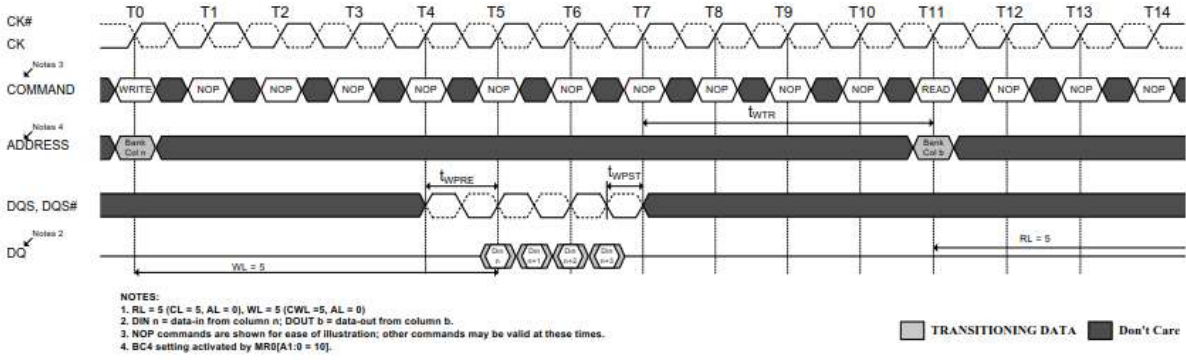 T0 T1 T2 T3 T4 T5 T6 T7 T8 T9 T10 T11 T12 T13 T14
CK#
CK
Notes 3
COMMAND WRITE NOP NOP NOP NOP NOP NOP NOP NOP NOP NOP READ NOP NOP NOP
tWTR
Notes 4
ADDRESS Bank Col n Bank Col b
tWPRE tWPST
DQS, DQS#
Notes 2
RL = 5
DQ Din n Din n+1 Din n+2 Din n+3
WL = 5
NOTES:
1. RL = 5 (CL = 5, AL = 0), WL = 5 (CWL =5, AL = 0)
2. DIN n = data-in from column n; DOUT b = data-out from column b.
3. NOP commands are shown for ease of illustration; other commands may be valid at these times.
4. BC4 setting activated by MR0[A1:0 = 10].
TRANSITIONING DATA Don't Care